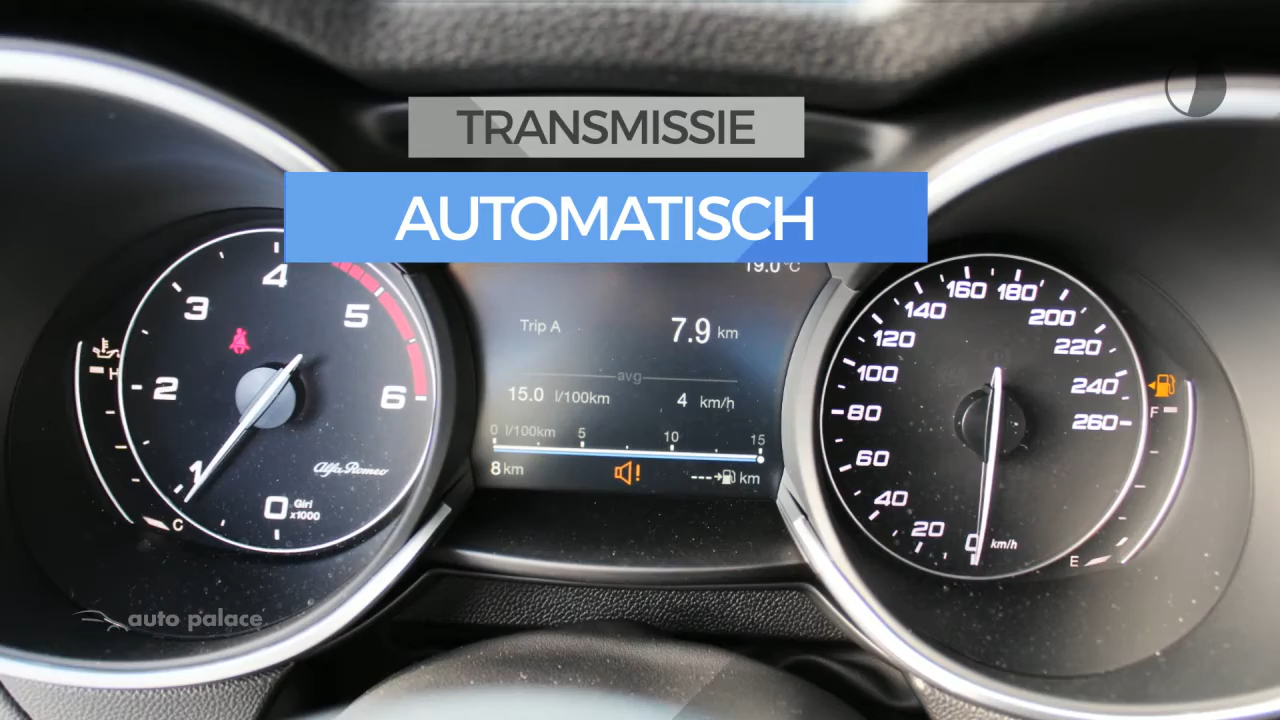 TRANSMISSIE
AUTOMATISCH
19.0°C
Trip A 7.9 km
avg
15.0 l/100km 4 km/h
0 l/100km 5 10 15
8 km --- km
H
C
0 1 2 3 4 5 6
Giri
x1000
Alfa Romeo
0 20 40 60 80 100 120 140 160 180 200 220 240 260
km/h
F
E
auto palace